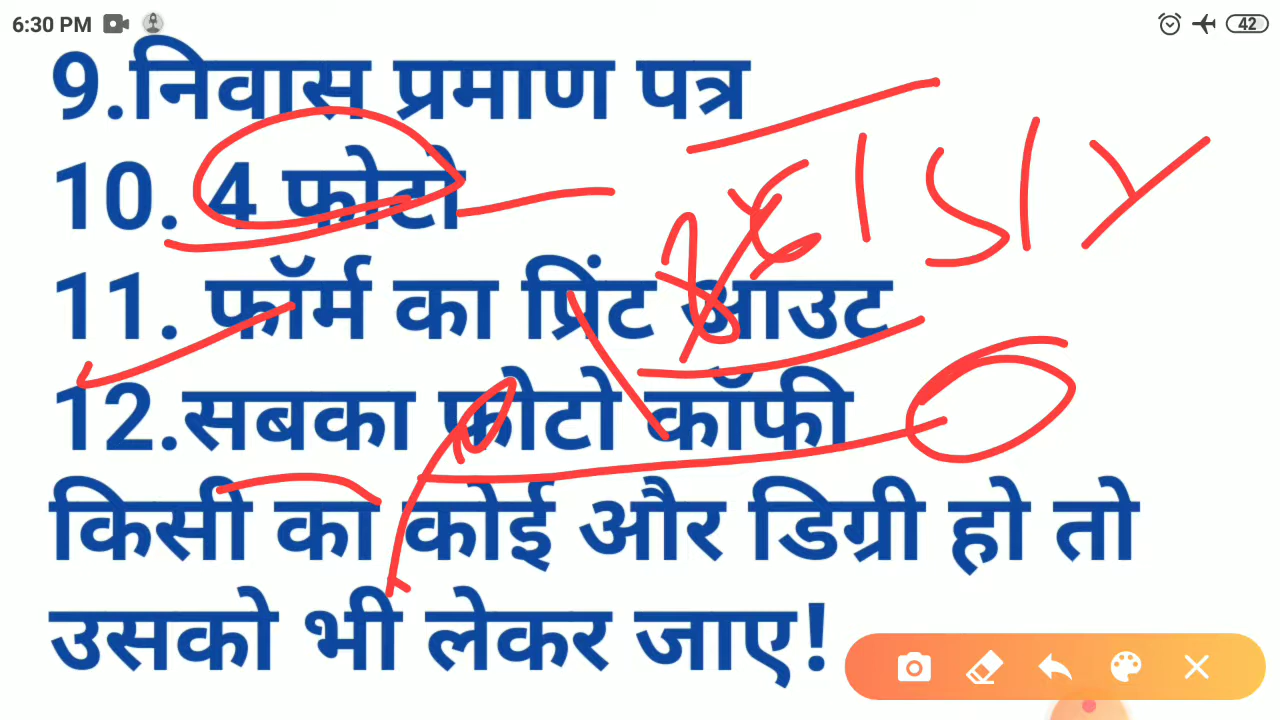 6:30 PM
42
9.निवास प्रमाण पत्र
10. 4 फोटो
11. फॉर्म का प्रिंट आउट
12.सबका फोटो कॉफी
किसी का कोई और डिग्री हो तो
उसको भी लेकर जाए!